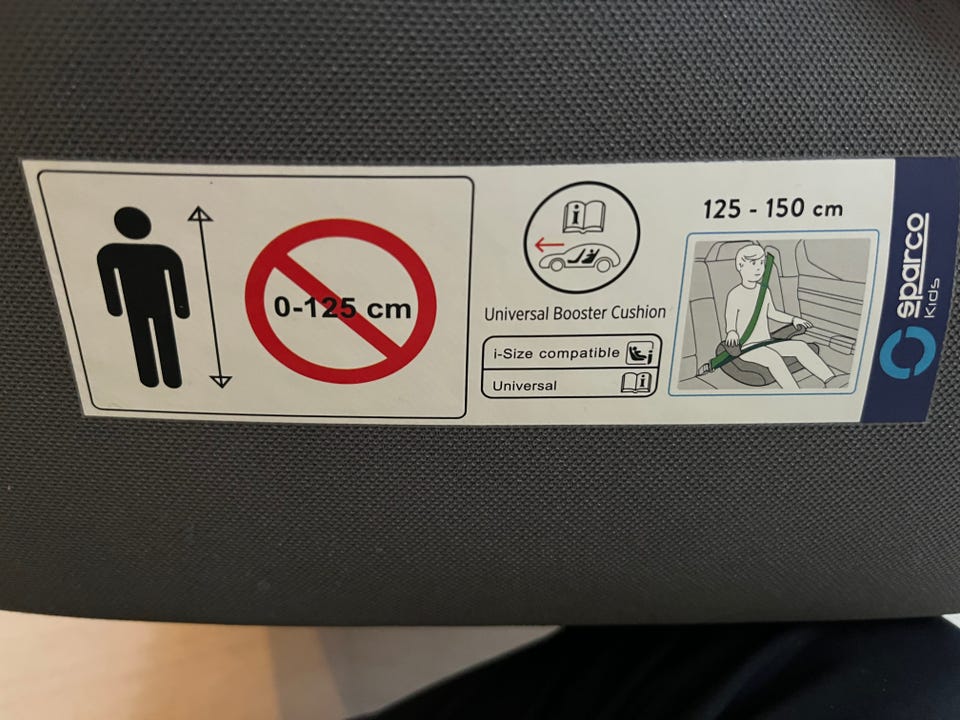 0-125 cm
Universal Booster Cushion
i-Size compatible
Universal
125 - 150 cm
sparco
kids